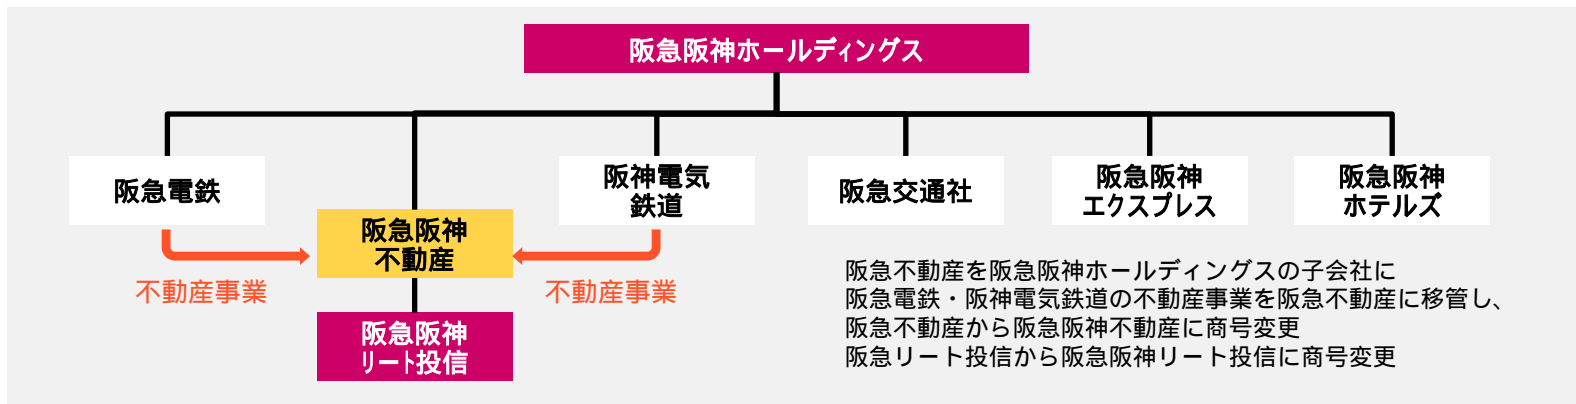 阪急阪神ホールディングス
阪急電鉄
阪神電気
鉄道
阪急交通社
阪急阪神
エクスプレス
阪急阪神
ホテルズ
阪急阪神
不動産
不動産事業
不動産事業
阪急阪神
リート投信
阪急不動産を阪急阪神ホールディングスの子会社に
阪急電鉄・阪神電気鉄道の不動産事業を阪急不動産に移管し、
阪急不動産から阪急阪神不動産に商号変更
阪急リート投信から阪急阪神リート投信に商号変更